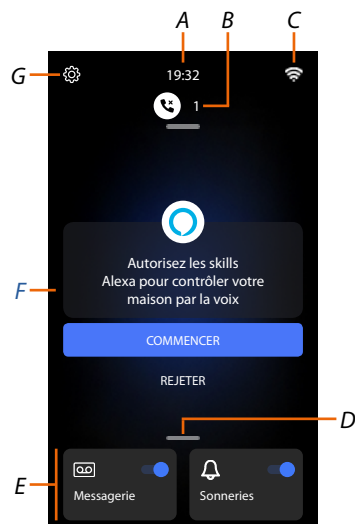 A
B
C
G
19:32
1
Autorisez les skills
Alexa pour contrôler votre
maison par la voix
F
COMMENCER
REJETER
D
E
Messagerie
Sonneries